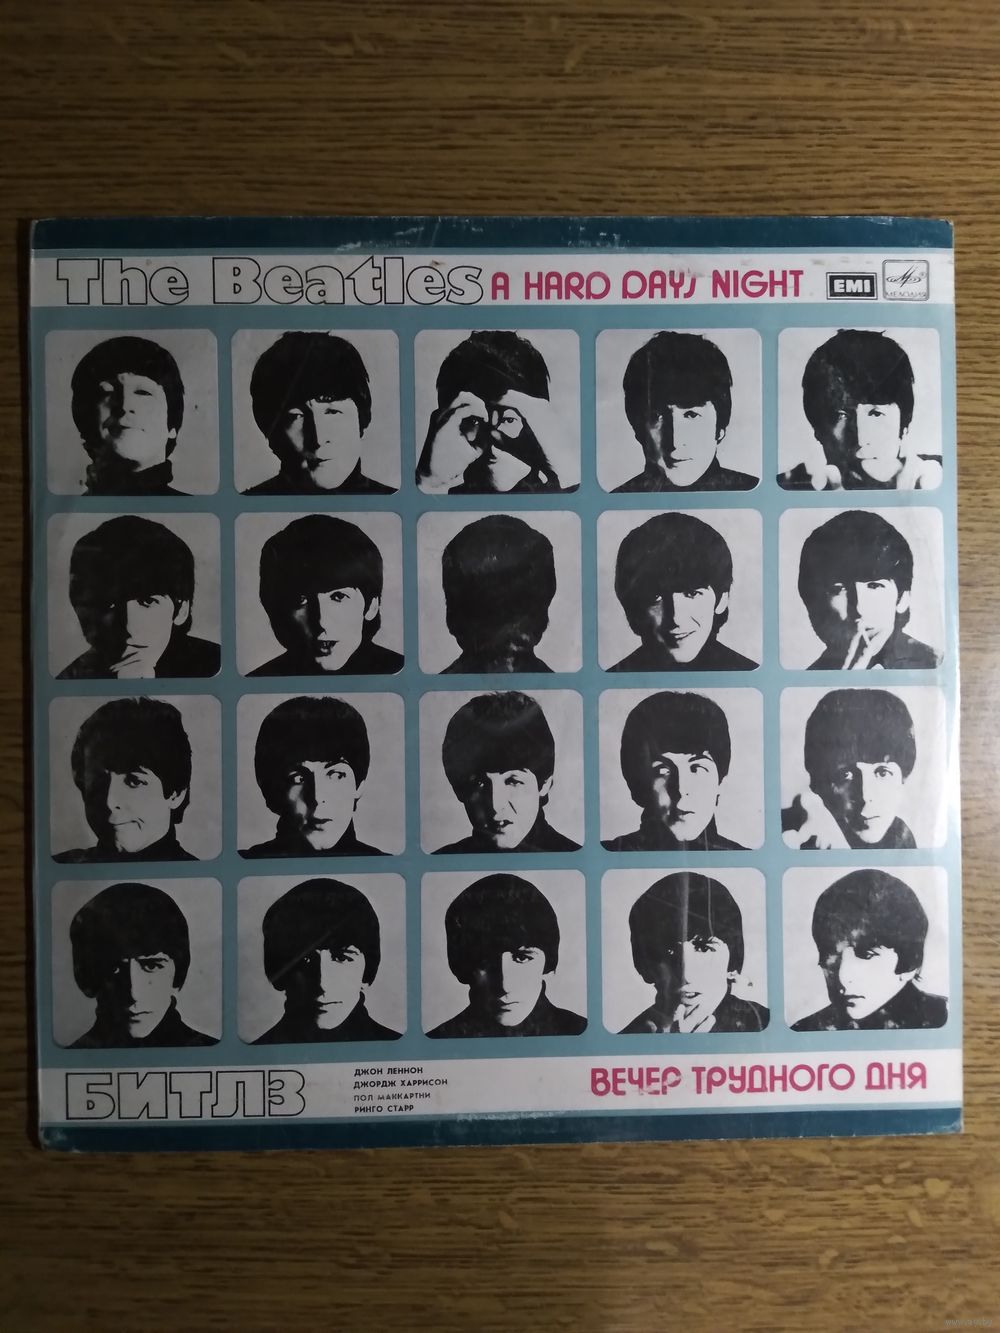 The Beatles A HARD DAYS NIGHT EMI МЕЛОДИЯ
БИТЛЗ
ДЖОН ЛЕННОН
ДЖОРДЖ ХАРРИСОН
ПОЛ МАККАРТНИ
РИНГО СТАРР
ВЕЧЕР ТРУДНОГО ДНЯ